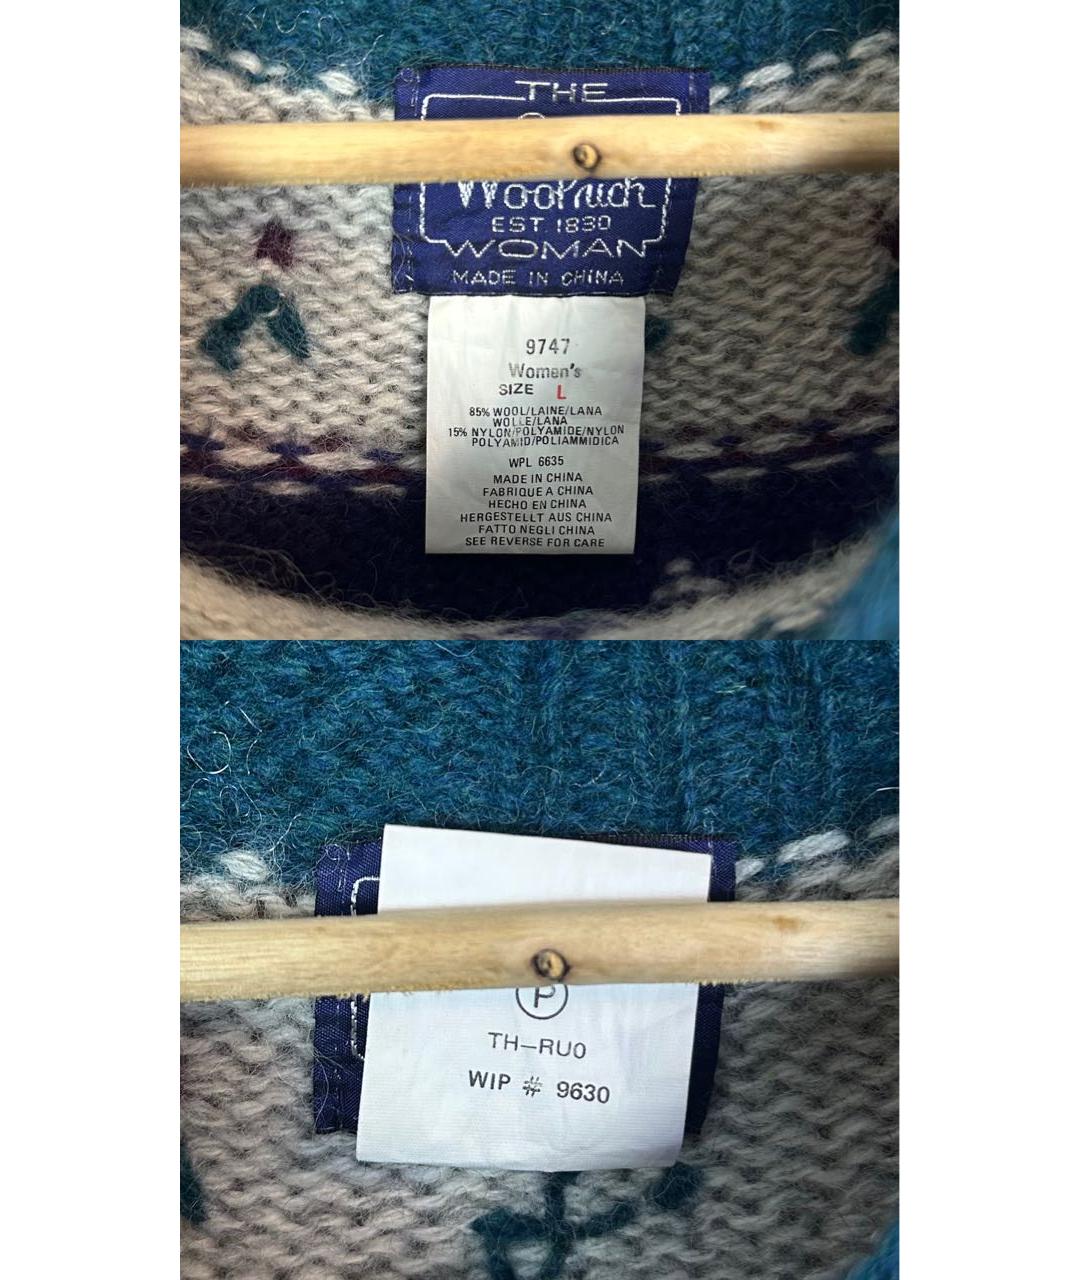 THE
Woolrich
EST. 1830
WOMAN
MADE IN CHINA
9747
Women's
SIZE L
85% WOOL/LAINE/LANA
WOLLE/LANA
15% NYLON/POLYAMIDE/NYLON
POLYAMID/POLIAMMIDICA
WPL 6635
MADE IN CHINA
FABRIQUE A CHINA
HECHO EN CHINA
HERGESTELLT AUS CHINA
FATTO NEGLI CHINA
SEE REVERSE FOR CARE
P
TH-RUO
WIP # 9630